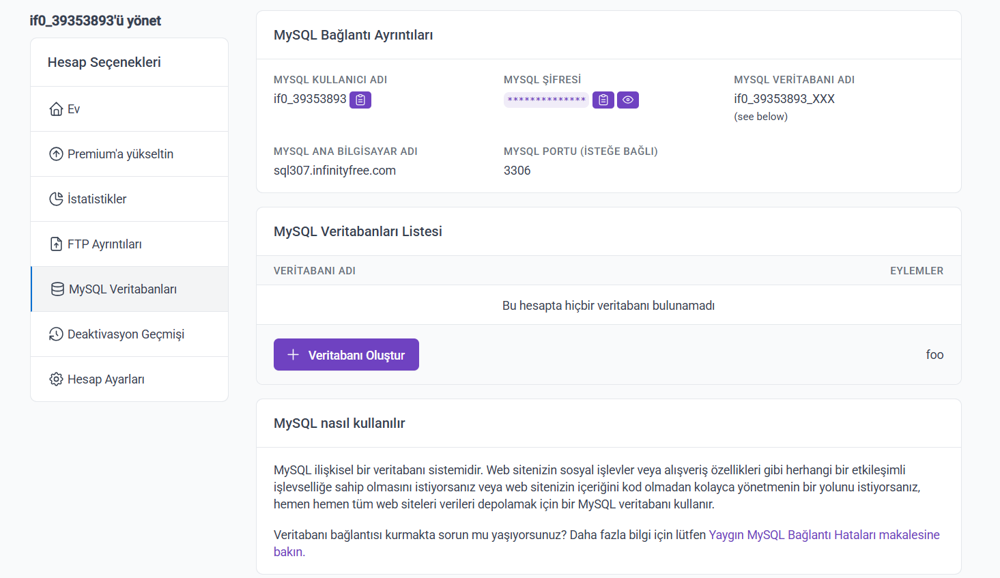 if0_39353893'ü yönet
Hesap Seçenekleri
Ev
Premium'a yükseltin
İstatistikler
FTP Ayrıntıları
MySQL Veritabanları
Deaktivasyon Geçmişi
Hesap Ayarları
MySQL Bağlantı Ayrıntıları
MYSQL KULLANICI ADI
if0_39353893
MYSQL ŞİFRESİ
**************
MYSQL VERİTABANI ADI
if0_39353893_XXX
(see below)
MYSQL ANA BİLGİSAYAR ADI
sql307.infinityfree.com
MYSQL PORTU (İSTEĞE BAĞLI)
3306
MySQL Veritabanları Listesi
VERİTABANI ADI
EYLEMLER
Bu hesapta hiçbir veritabanı bulunamadı
Veritabanı Oluştur
foo
MySQL nasıl kullanılır
MySQL ilişkisel bir veritabanı sistemidir. Web sitenizin sosyal işlevler veya alışveriş özellikleri gibi herhangi bir etkileşimli
işlevselliğe sahip olmasını istiyorsanız veya web sitenizin içeriğini kod olmadan kolayca yönetmenin bir yolunu istiyorsanız,
hemen hemen tüm web siteleri verileri depolamak için bir MySQL veritabanı kullanır.
Veritabanı bağlantısı kurmakta sorun mu yaşıyorsunuz? Daha fazla bilgi için lütfen Yaygın MySQL Bağlantı Hataları makalesine
bakın.